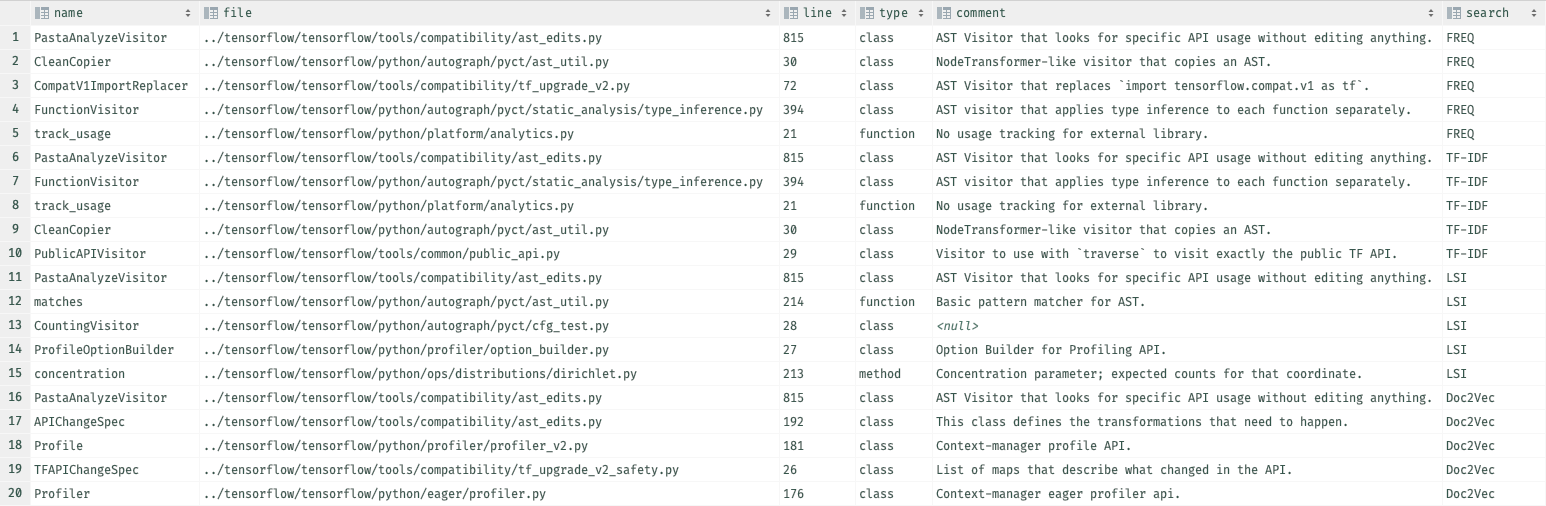 name file line type comment search
1 PastaAnalyzeVisitor ../tensorflow/tensorflow/tools/compatibility/ast_edits.py 815 class AST Visitor that looks for specific API usage without editing anything. FREQ
2 CleanCopier ../tensorflow/tensorflow/python/autograph/pyct/ast_util.py 30 class NodeTransformer-like visitor that copies an AST. FREQ
3 CompatV1ImportReplacer ../tensorflow/tensorflow/tools/compatibility/tf_upgrade_v2.py 72 class AST Visitor that replaces `import tensorflow.compat.v1 as tf`. FREQ
4 FunctionVisitor ../tensorflow/tensorflow/python/autograph/pyct/static_analysis/type_inference.py 394 class AST visitor that applies type inference to each function separately. FREQ
5 track_usage ../tensorflow/tensorflow/python/platform/analytics.py 21 function No usage tracking for external library. FREQ
6 PastaAnalyzeVisitor ../tensorflow/tensorflow/tools/compatibility/ast_edits.py 815 class AST Visitor that looks for specific API usage without editing anything. TF-IDF
7 FunctionVisitor ../tensorflow/tensorflow/python/autograph/pyct/static_analysis/type_inference.py 394 class AST visitor that applies type inference to each function separately. TF-IDF
8 track_usage ../tensorflow/tensorflow/python/platform/analytics.py 21 function No usage tracking for external library. TF-IDF
9 CleanCopier ../tensorflow/tensorflow/python/autograph/pyct/ast_util.py 30 class NodeTransformer-like visitor that copies an AST. TF-IDF
10 PublicAPIVisitor ../tensorflow/tensorflow/tools/common/public_api.py 29 class Visitor to use with `traverse` to visit exactly the public TF API. TF-IDF
11 PastaAnalyzeVisitor ../tensorflow/tensorflow/tools/compatibility/ast_edits.py 815 class AST Visitor that looks for specific API usage without editing anything. LSI
12 matches ../tensorflow/tensorflow/python/autograph/pyct/ast_util.py 214 function Basic pattern matcher for AST. LSI
13 CountingVisitor ../tensorflow/tensorflow/python/autograph/pyct/cfg_test.py 28 class <null> LSI
14 ProfileOptionBuilder ../tensorflow/tensorflow/python/profiler/option_builder.py 27 class Option Builder for Profiling API. LSI
15 concentration ../tensorflow/tensorflow/python/ops/distributions/dirichlet.py 213 method Concentration parameter; expected counts for that coordinate. LSI
16 PastaAnalyzeVisitor ../tensorflow/tensorflow/tools/compatibility/ast_edits.py 815 class AST Visitor that looks for specific API usage without editing anything. Doc2Vec
17 APIChangeSpec ../tensorflow/tensorflow/tools/compatibility/ast_edits.py 192 class This class defines the transformations that need to happen. Doc2Vec
18 Profile ../tensorflow/tensorflow/python/profiler/profiler_v2.py 181 class Context-manager profile API. Doc2Vec
19 TFAPIChangeSpec ../tensorflow/tensorflow/tools/compatibility/tf_upgrade_v2_safety.py 26 class List of maps that describe what changed in the API. Doc2Vec
20 Profiler ../tensorflow/tensorflow/python/eager/profiler.py 176 class Context-manager eager profiler api. Doc2Vec